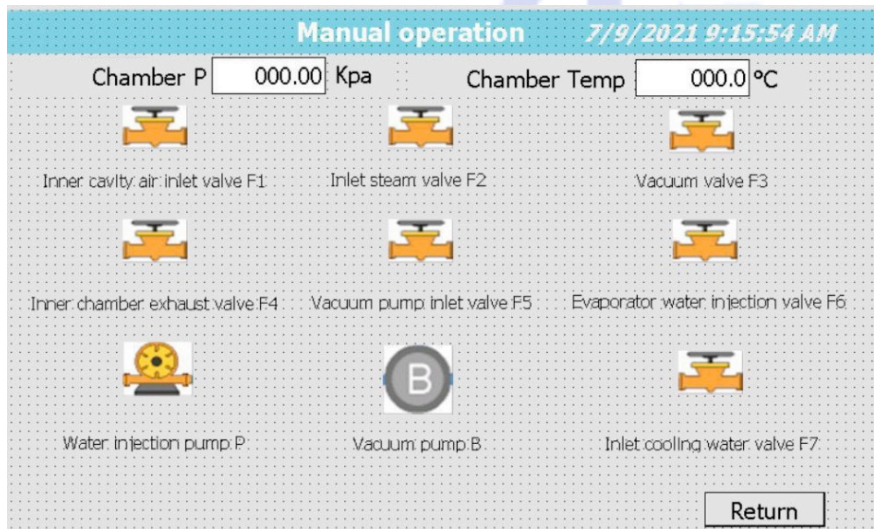 Manual operation 7/9/2021 9:15:54 AM
Chamber P 000.00 Kpa Chamber Temp 000.0 °C
Inner cavity air inlet valve F1 Inlet steam valve F2 Vacuum valve F3
Inner chamber exhaust valve F4 Vacuum pump inlet valve F5 Evaporator water injection valve F6
B
Water injection pump P Vacuum pump B Inlet cooling water valve F7
Return